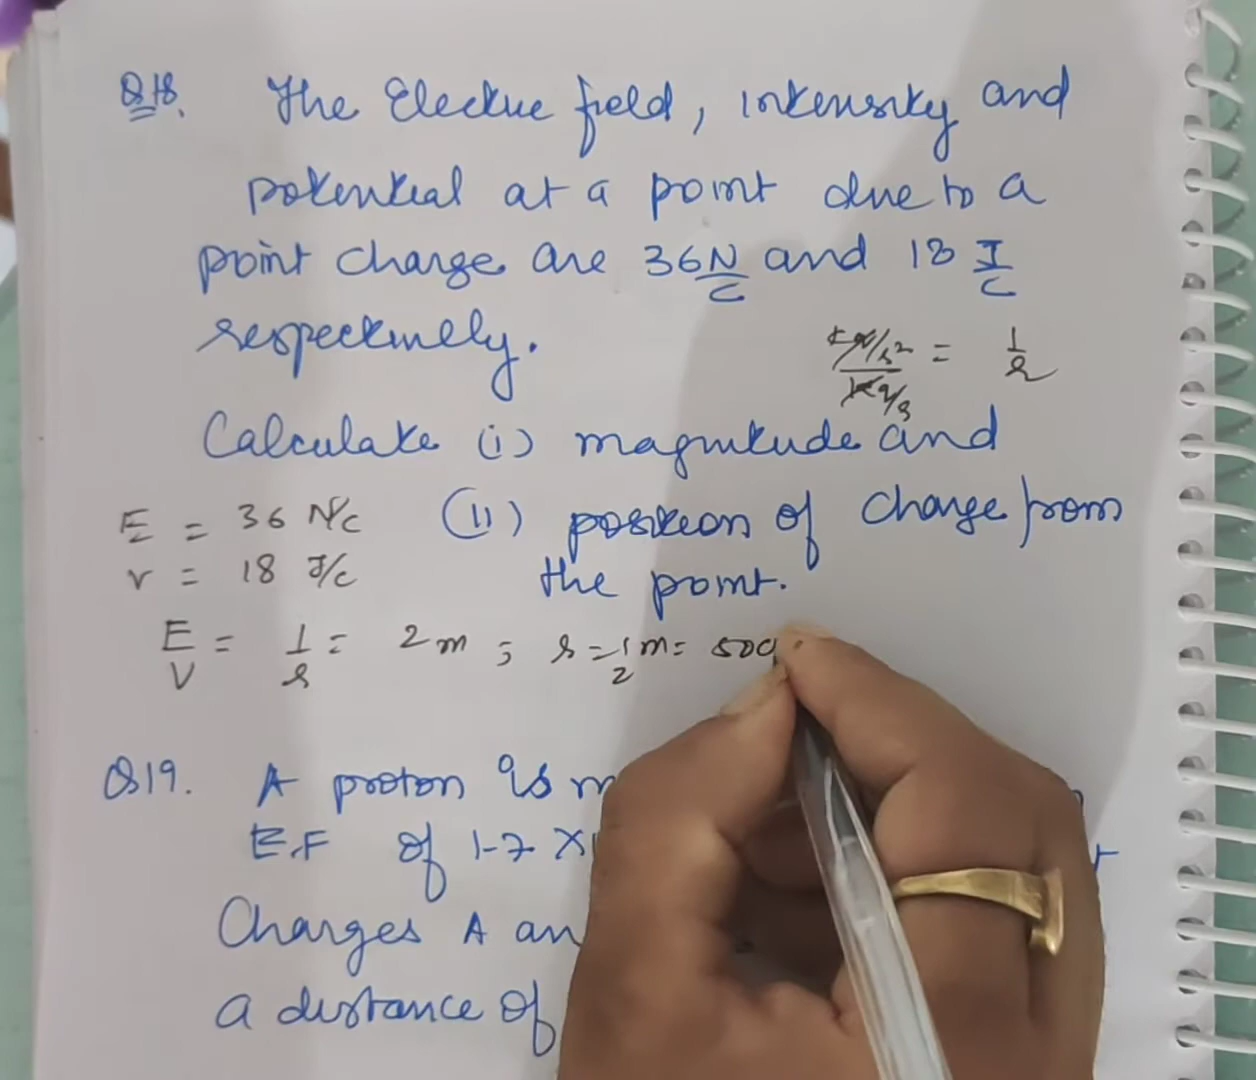 Q18. The Electric field, intensity and
potential at a point due to a
point charge are 36 N/C and 18 J/C
respectively.
kq/r² / kq/r = 1/r
Calculate (i) magnitude and
E = 36 N/C (ii) position of charge from
V = 18 J/C the point.
E/V = 1/r = 2 m ; r = 1/2 m = 50
Q19. A proton is
E.F of 1.7 ×
Charges A an
a distance of